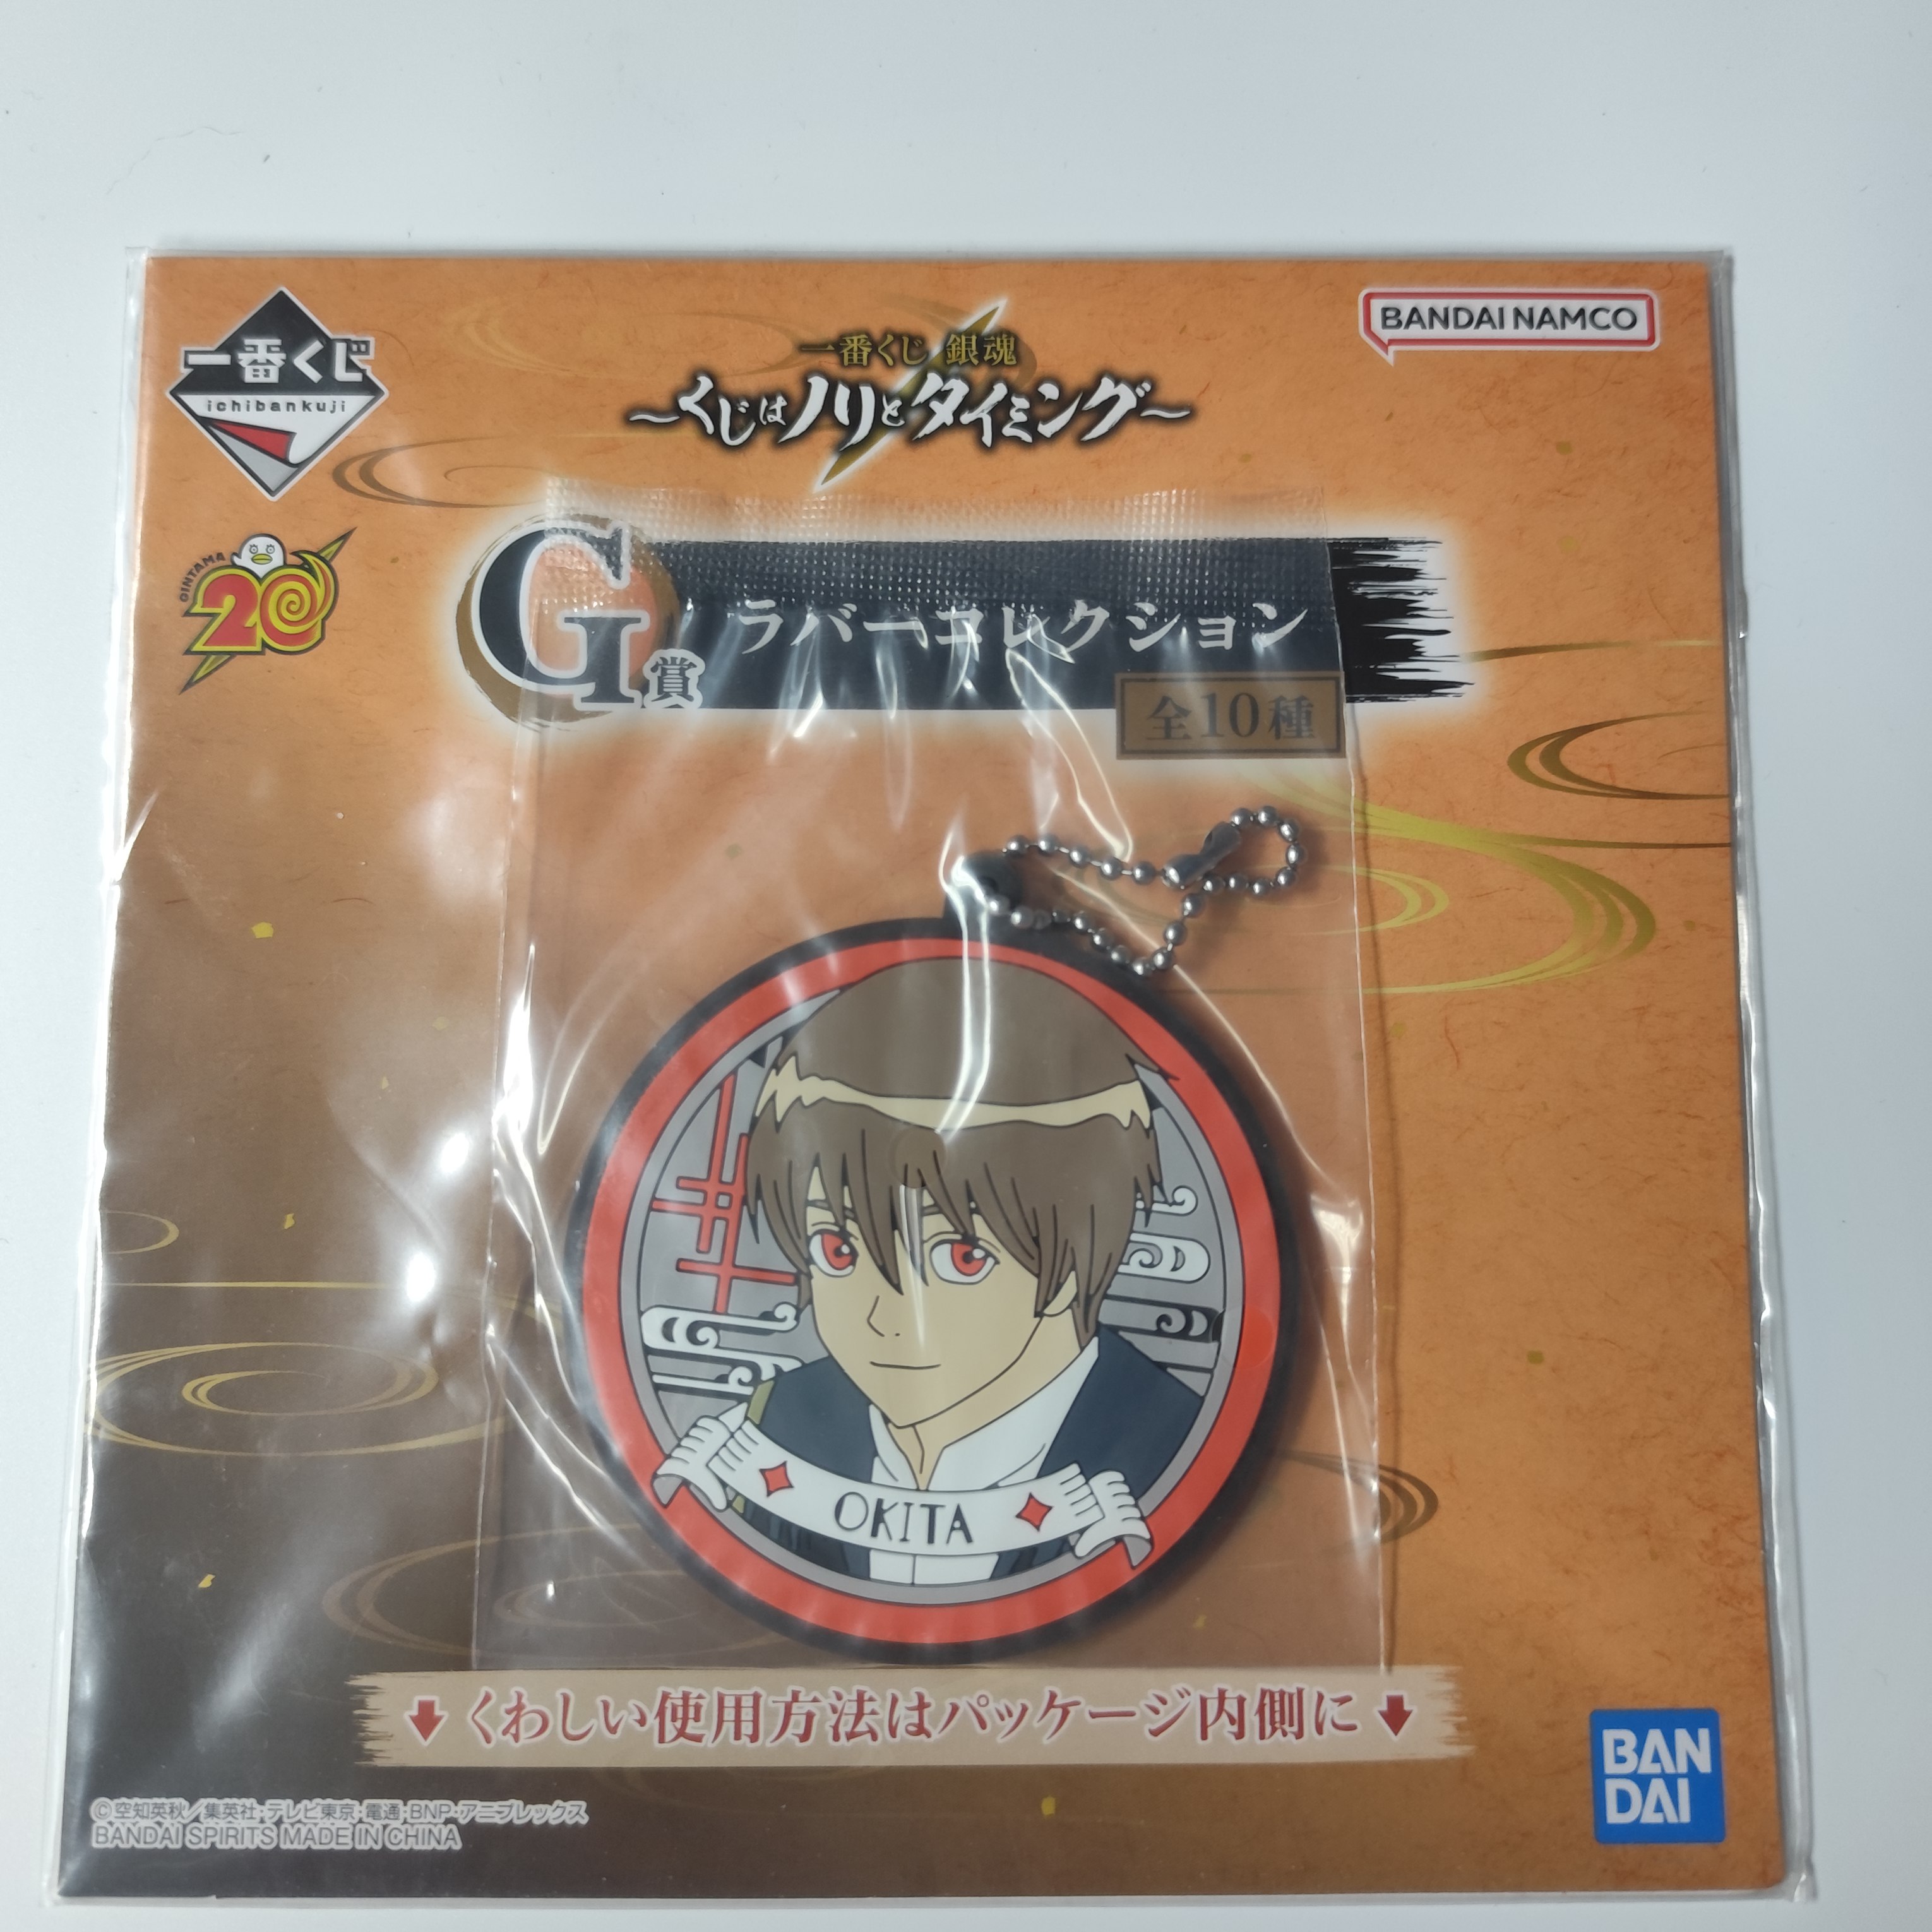 一番くじ
ichibankuji
一番くじ 銀魂
～くじはノリとタイミング～
BANDAI NAMCO
GINTAMA
20
G賞 ラバーコレクション
全10種
OKITA
くわしい使用方法はパッケージ内側に
©空知英秋／集英社・テレビ東京・電通・BNP・アニプレックス
BANDAI SPIRITS MADE IN CHINA
BAN
DAI